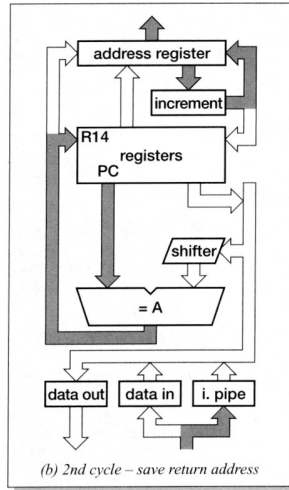 address register
increment
R14
registers
PC
shifter
= A
data out
data in
i. pipe
(b) 2nd cycle – save return address